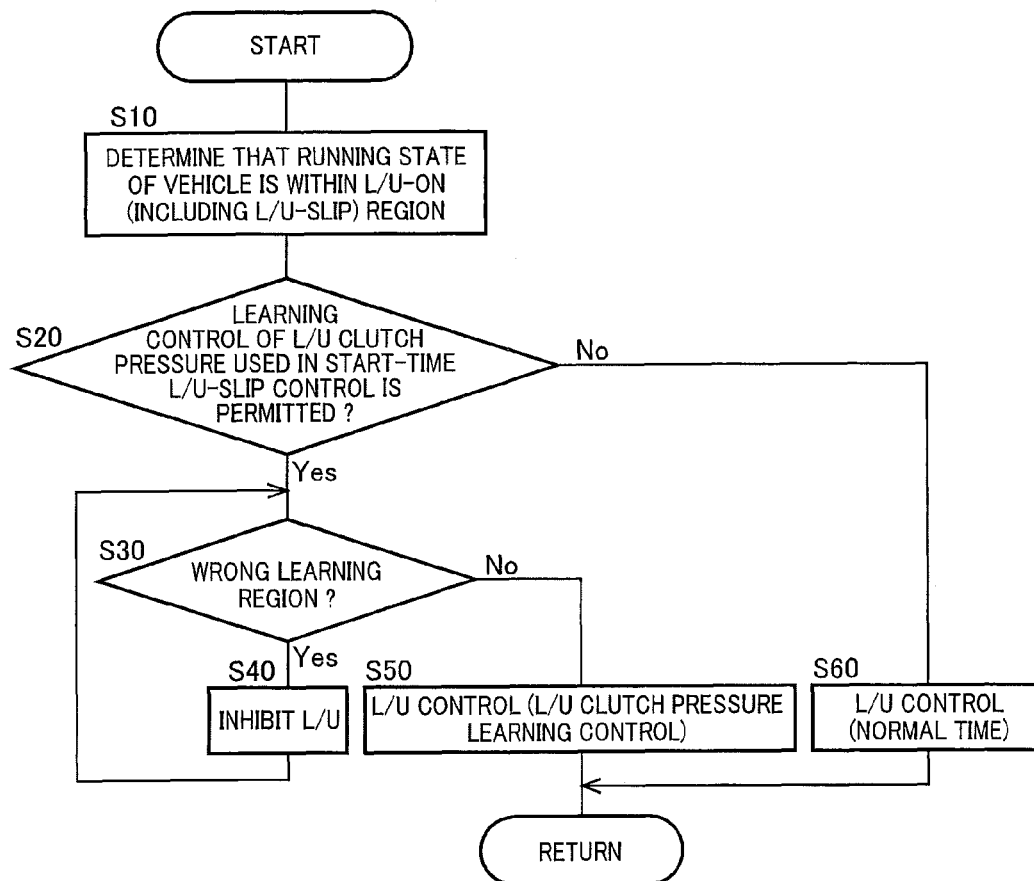 START
S10
DETERMINE THAT RUNNING STATE
OF VEHICLE IS WITHIN L/U-ON
(INCLUDING L/U-SLIP) REGION
S20
LEARNING
CONTROL OF L/U CLUTCH
PRESSURE USED IN START-TIME
L/U-SLIP CONTROL IS
PERMITTED ?
No
Yes
S30
WRONG LEARNING
REGION ?
No
Yes
S40
INHIBIT L/U
S50
L/U CONTROL (L/U CLUTCH PRESSURE
LEARNING CONTROL)
S60
L/U CONTROL
(NORMAL TIME)
RETURN